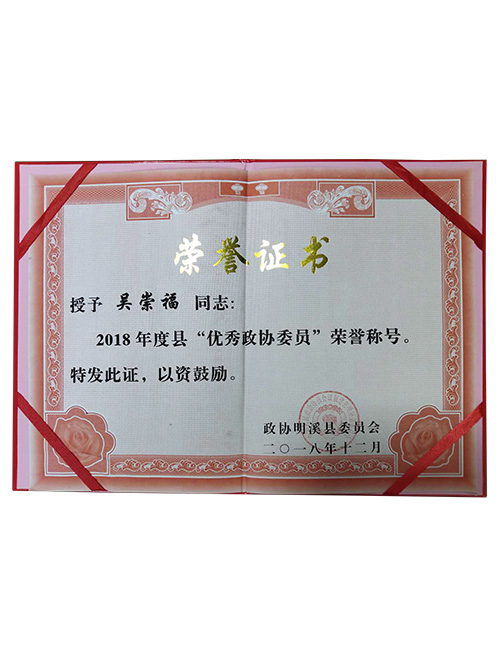 荣誉证书
授予 吴崇福 同志：
2018年度县“优秀政协委员”荣誉称号。
特发此证，以资鼓励。
政协明溪县委员会
二〇一八年十二月